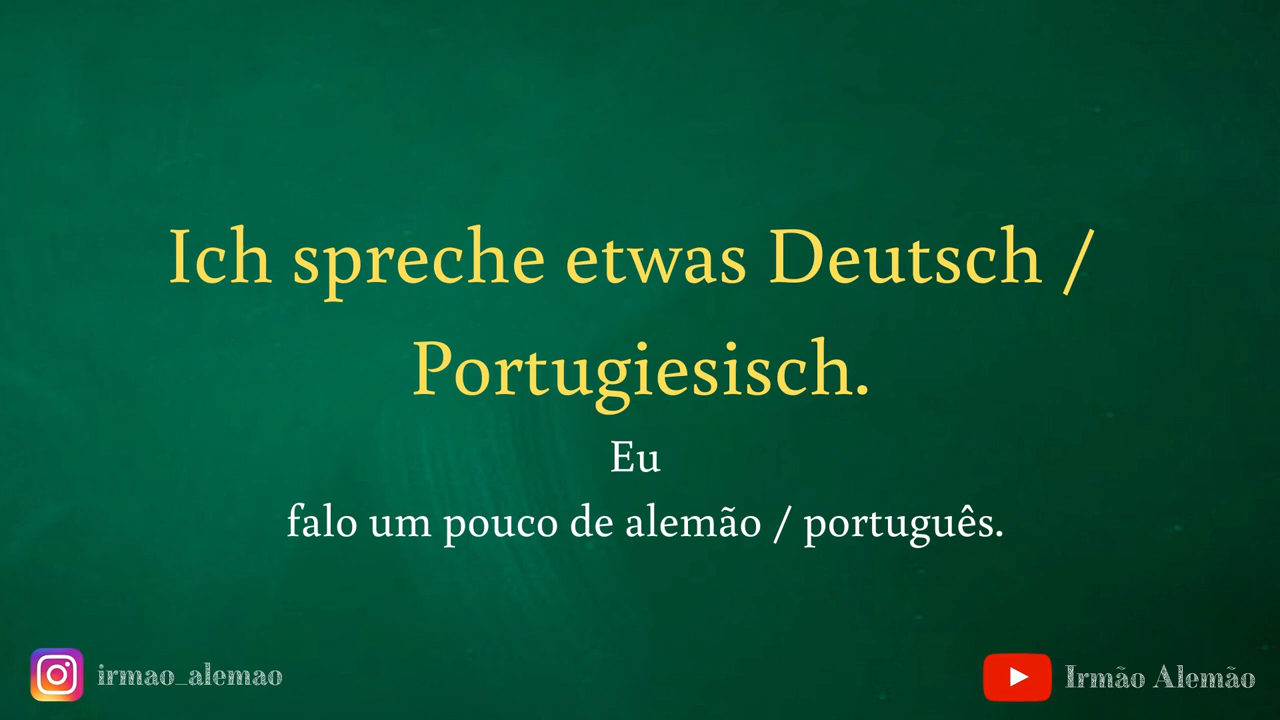 Ich spreche etwas Deutsch /
Portugiesisch.
Eu
falo um pouco de alemão / português.
irmao_alemao
Irmão Alemão